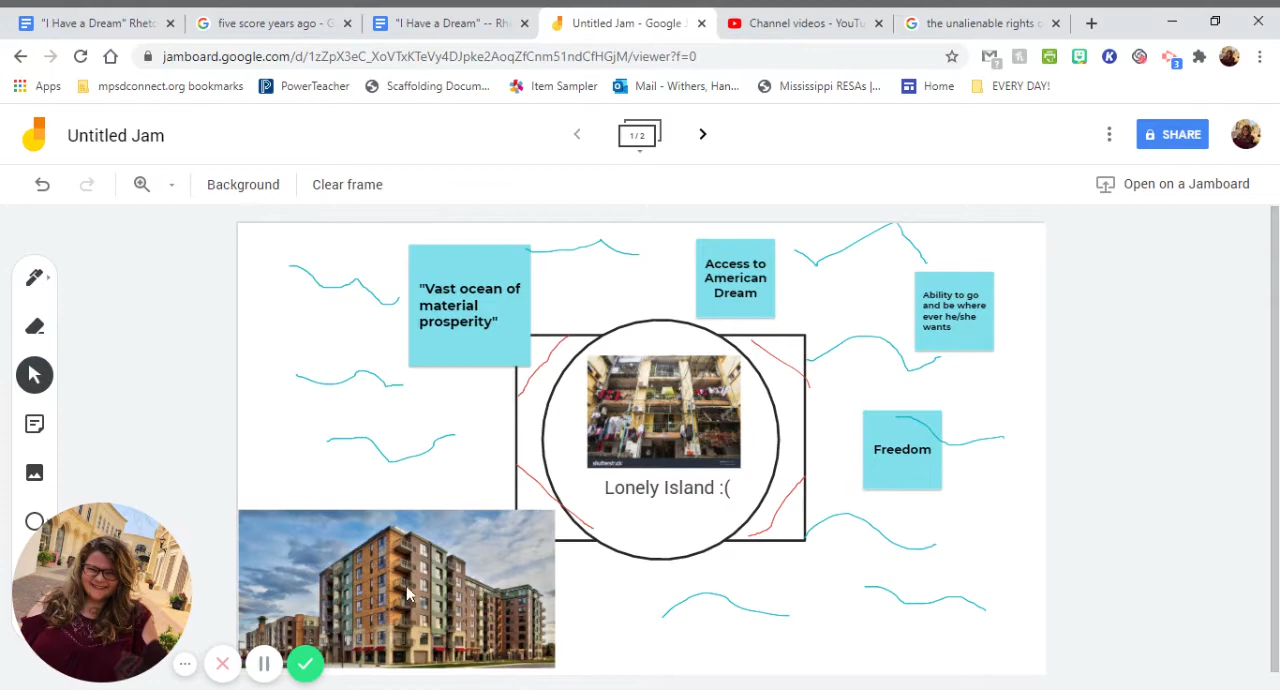 "I Have a Dream" Rheto
five score years ago - G
"I Have a Dream" -- Rh
Untitled Jam - Google J
Channel videos - YouTu
the unalienable rights o
jamboard.google.com/d/1zZpX3eC_XoVTxKTeVy4DJpke2AoqZfCnm51ndCfHGjM/viewer?f=0
Apps
mpsdconnect.org bookmarks
PowerTeacher
Scaffolding Docum...
Item Sampler
Mail - Withers, Han...
Mississippi RESAs |...
Home
EVERY DAY!
Untitled Jam
1 / 2
SHARE
Background
Clear frame
Open on a Jamboard
"Vast ocean of
material
prosperity"
Access to
American
Dream
Ability to go
and be where
ever he/she
wants
Freedom
shutterstock
Lonely Island :(